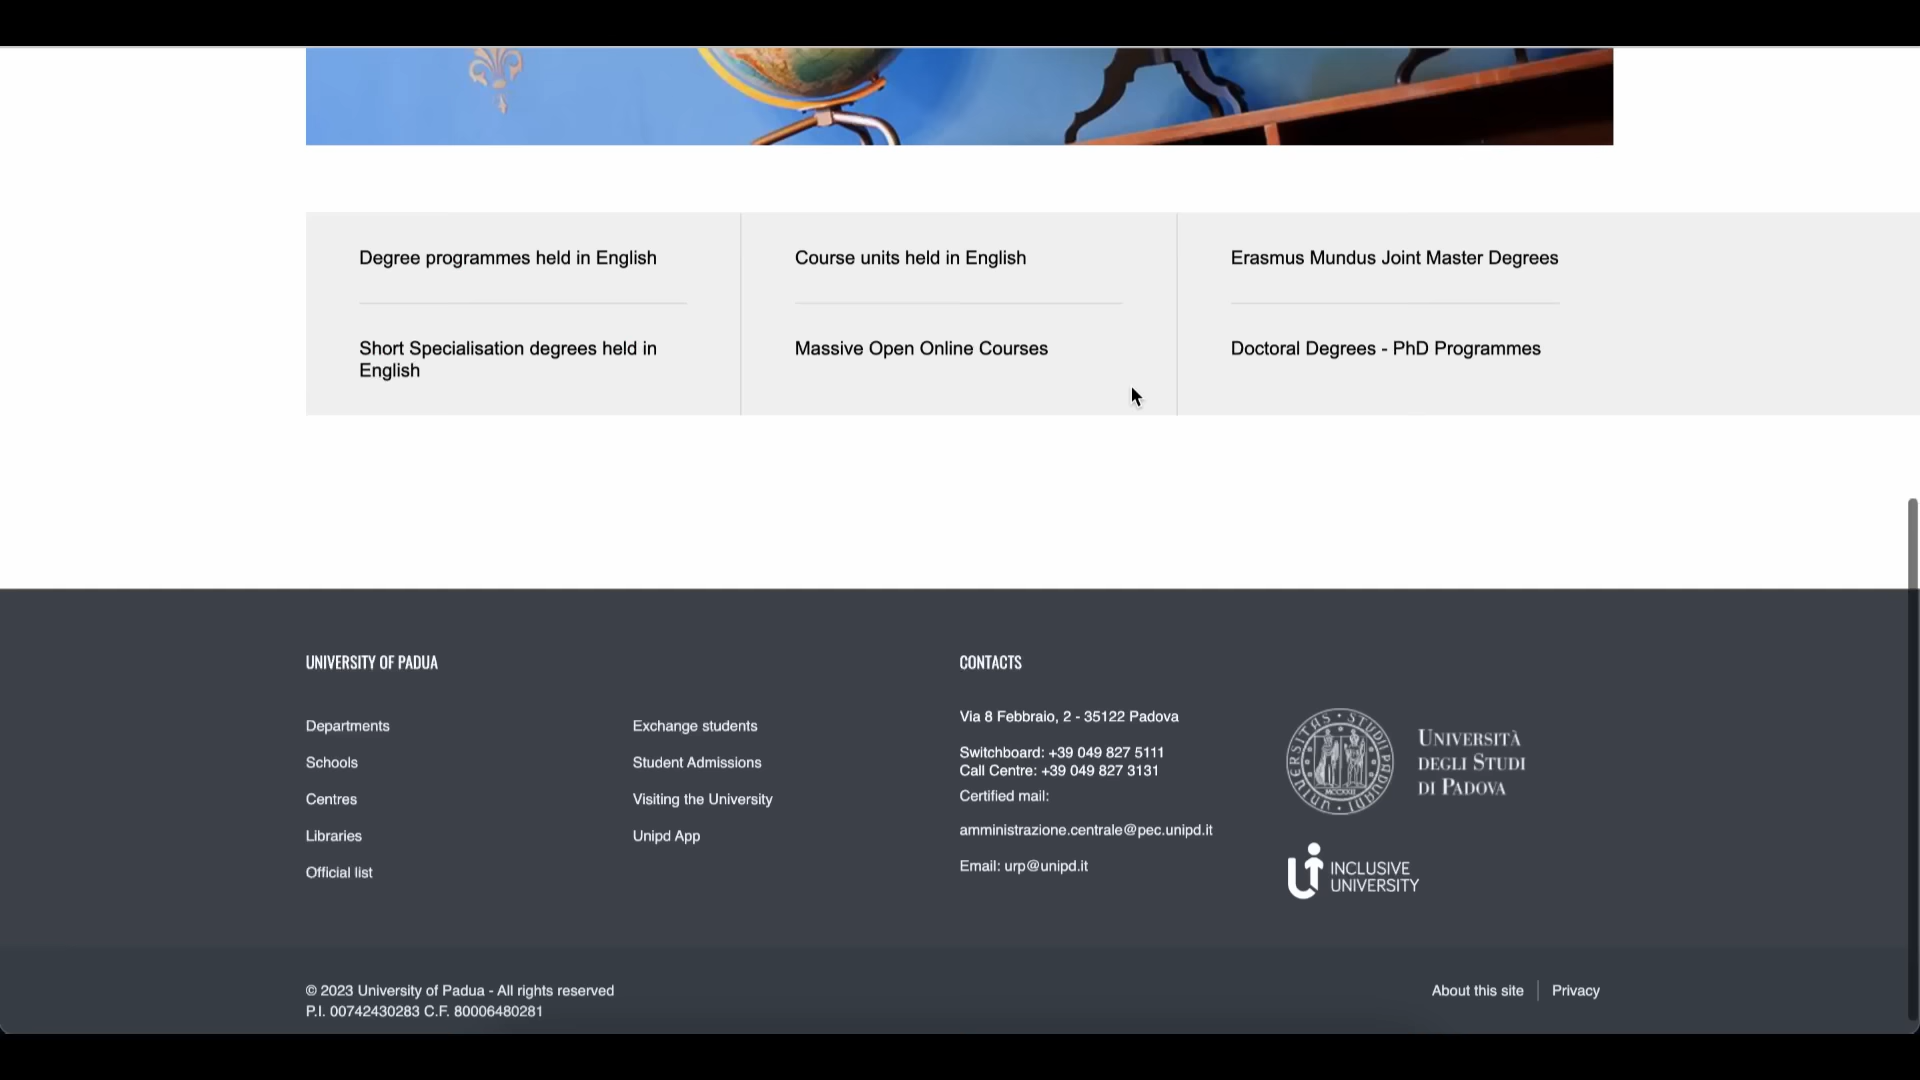 Degree programmes held in English
Course units held in English
Erasmus Mundus Joint Master Degrees
Short Specialisation degrees held in
English
Massive Open Online Courses
Doctoral Degrees - PhD Programmes
UNIVERSITY OF PADUA
Departments
Schools
Centres
Libraries
Official list
Exchange students
Student Admissions
Visiting the University
Unipd App
CONTACTS
Via 8 Febbraio, 2 - 35122 Padova
Switchboard: +39 049 827 5111
Call Centre: +39 049 827 3131
Certified mail:
amministrazione.centrale@pec.unipd.it
Email: urp@unipd.it
UNIVERSITAS STUDII PADUANI
MCCXXII
UNIVERSITÀ
DEGLI STUDI
DI PADOVA
INCLUSIVE
UNIVERSITY
© 2023 University of Padua - All rights reserved
P.I. 00742430283 C.F. 80006480281
About this site
Privacy